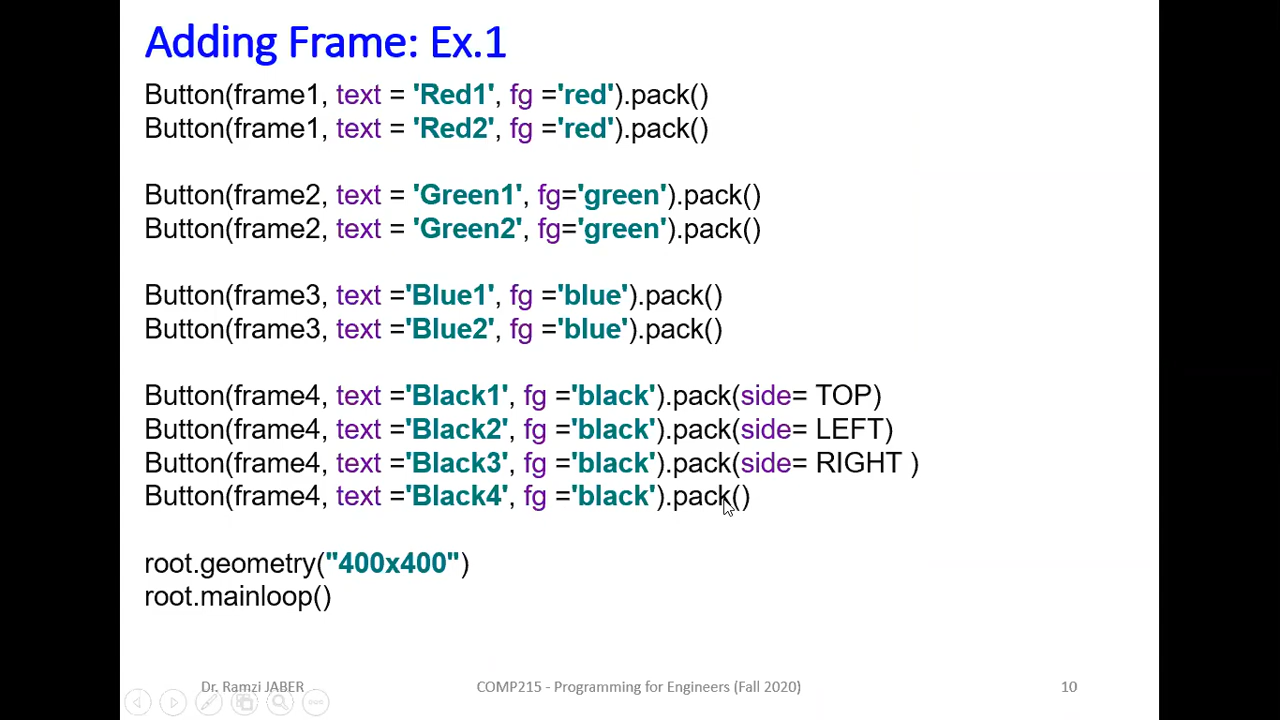 Adding Frame: Ex.1
Button(frame1, text = 'Red1', fg ='red').pack()
Button(frame1, text = 'Red2', fg ='red').pack()
Button(frame2, text = 'Green1', fg='green').pack()
Button(frame2, text = 'Green2', fg='green').pack()
Button(frame3, text ='Blue1', fg ='blue').pack()
Button(frame3, text ='Blue2', fg ='blue').pack()
Button(frame4, text ='Black1', fg ='black').pack(side= TOP)
Button(frame4, text ='Black2', fg ='black').pack(side= LEFT)
Button(frame4, text ='Black3', fg ='black').pack(side= RIGHT )
Button(frame4, text ='Black4', fg ='black').pack()
root.geometry("400x400")
root.mainloop()
Dr. Ramzi JABER COMP215 - Programming for Engineers (Fall 2020) 10